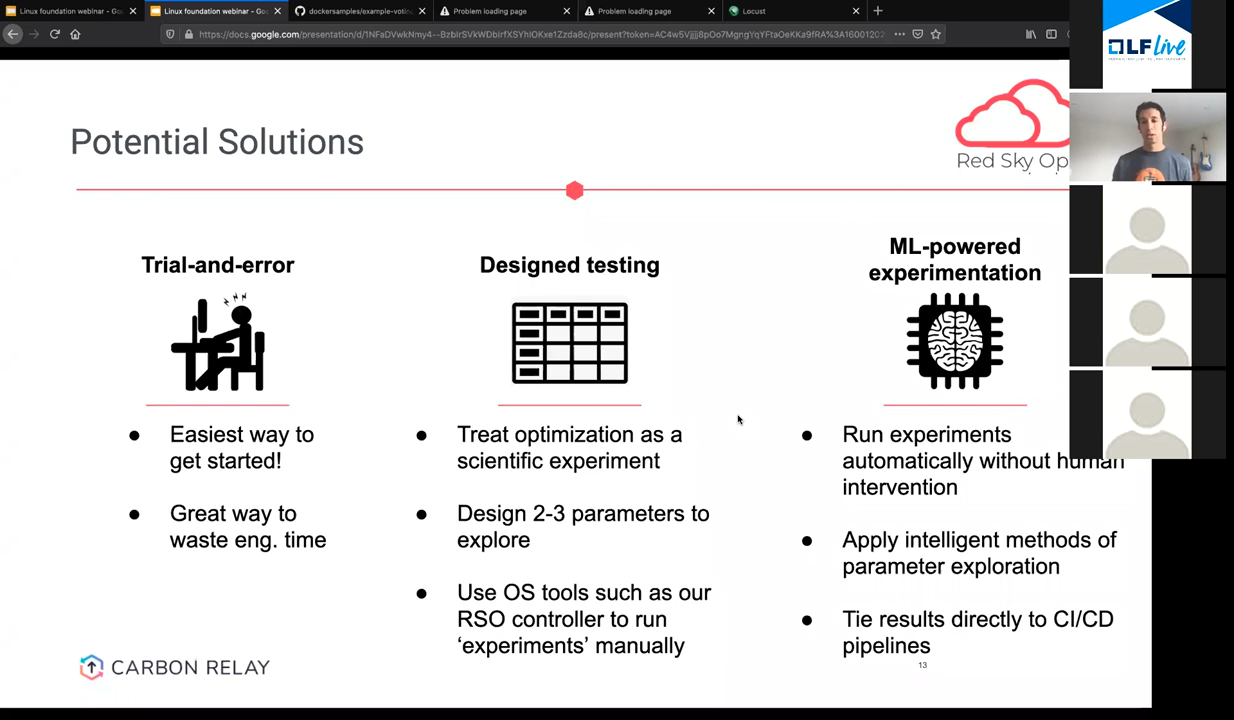 Linux foundation webinar - Goo
Linux foundation webinar - Goo
dockersamples/example-votin
Problem loading page
Problem loading page
Locust
LF live
Potential Solutions
Red Sky Op
Trial-and-error
Designed testing
ML-powered
experimentation
Easiest way to
get started!
Great way to
waste eng. time
Treat optimization as a
scientific experiment
Design 2-3 parameters to
explore
Use OS tools such as our
RSO controller to run
‘experiments’ manually
Run experiments
automatically without human
intervention
Apply intelligent methods of
parameter exploration
Tie results directly to CI/CD
pipelines
CARBON RELAY
13